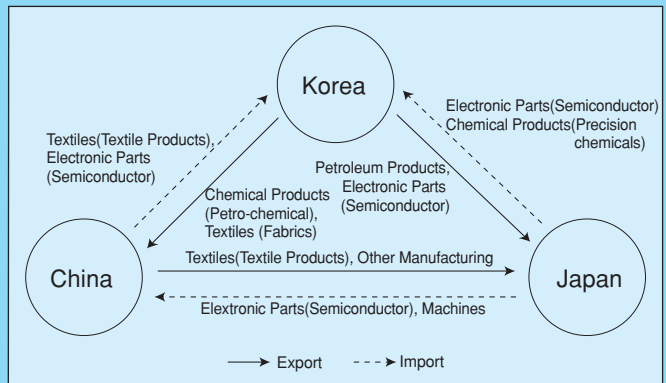 Korea
Textiles(Textile Products),
Electronic Parts
(Semiconductor)
Electronic Parts(Semiconductor)
Chemical Products(Precision
chemicals)
Chemical Products
(Petro-chemical),
Textiles (Fabrics)
Petroleum Products,
Electronic Parts
(Semiconductor)
China
Textiles(Textile Products), Other Manufacturing
Japan
Elextronic Parts(Semiconductor), Machines
Export
Import